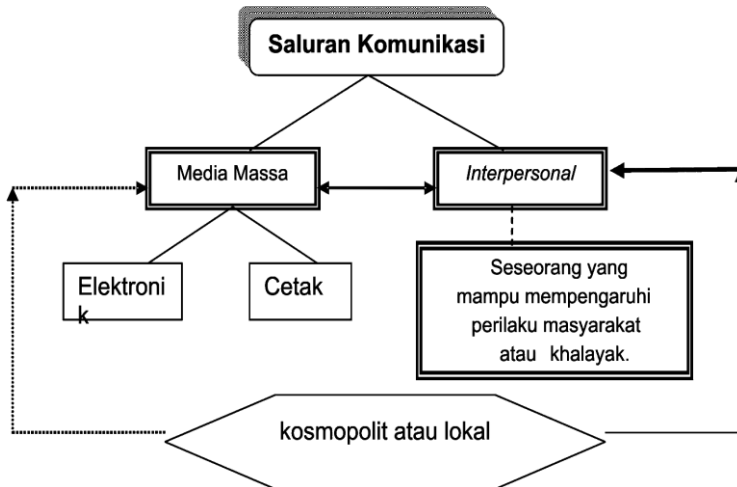 Saluran Komunikasi
Media Massa
Interpersonal
Elektroni
k
Cetak
Seseorang yang
mampu mempengaruhi
perilaku masyarakat
atau khalayak.
kosmopolit atau lokal